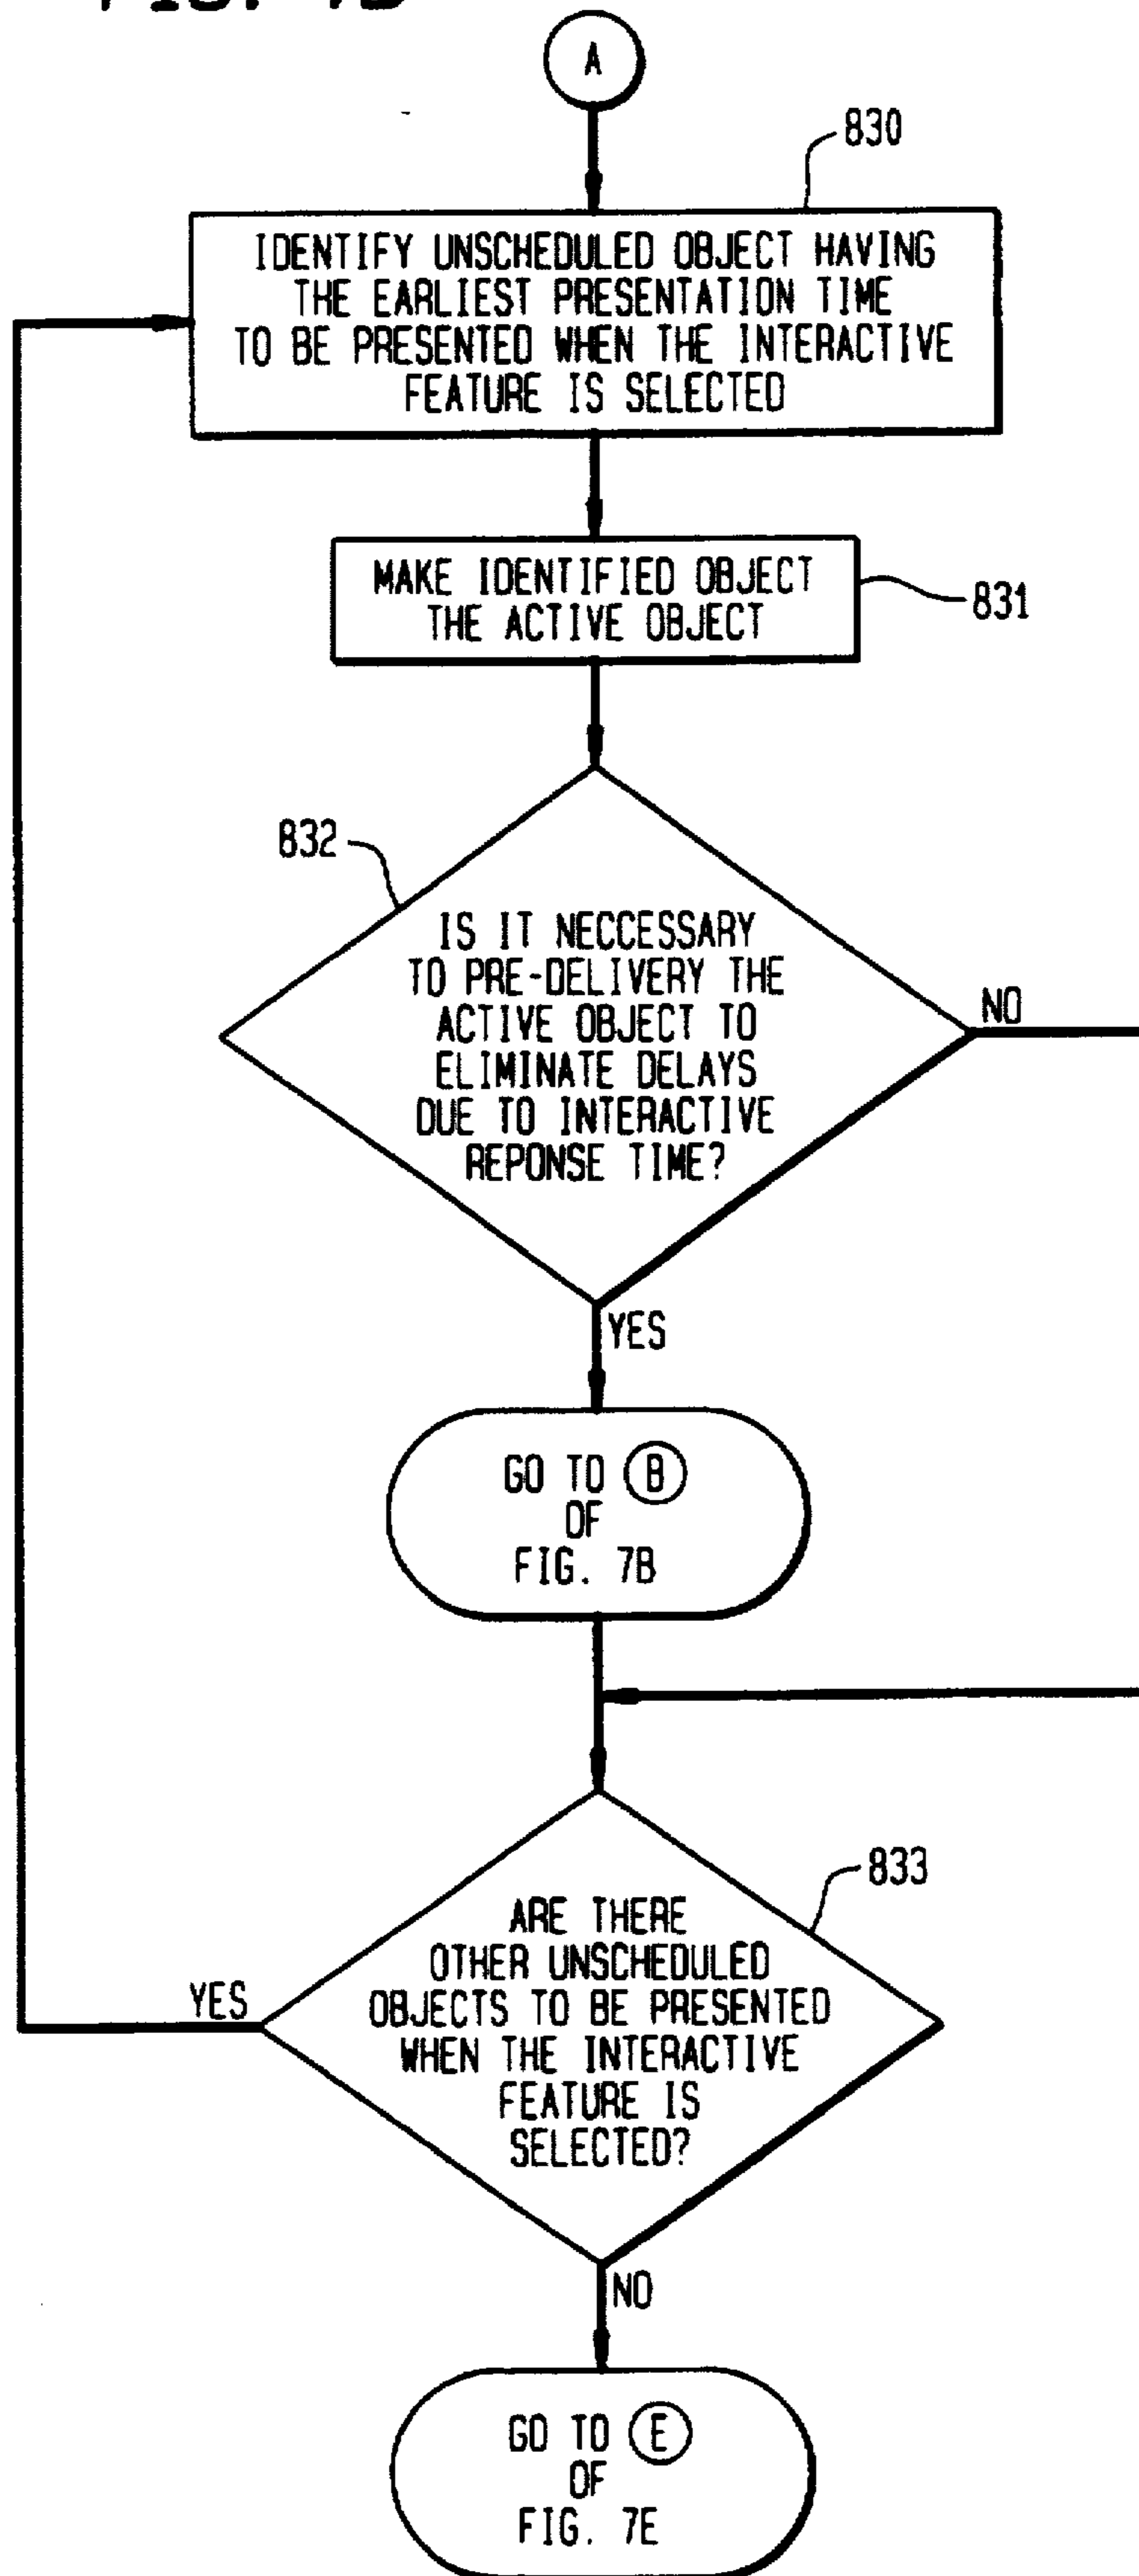 A
830
IDENTIFY UNSCHEDULED OBJECT HAVING
THE EARLIEST PRESENTATION TIME
TO BE PRESENTED WHEN THE INTERACTIVE
FEATURE IS SELECTED
MAKE IDENTIFIED OBJECT
THE ACTIVE OBJECT
831
832
IS IT NECCESSARY
TO PRE-DELIVERY THE
ACTIVE OBJECT TO
ELIMINATE DELAYS
DUE TO INTERACTIVE
REPONSE TIME?
NO
YES
GO TO B
OF
FIG. 7B
833
ARE THERE
OTHER UNSCHEDULED
OBJECTS TO BE PRESENTED
WHEN THE INTERACTIVE
FEATURE IS
SELECTED?
YES
NO
GO TO E
OF
FIG. 7E